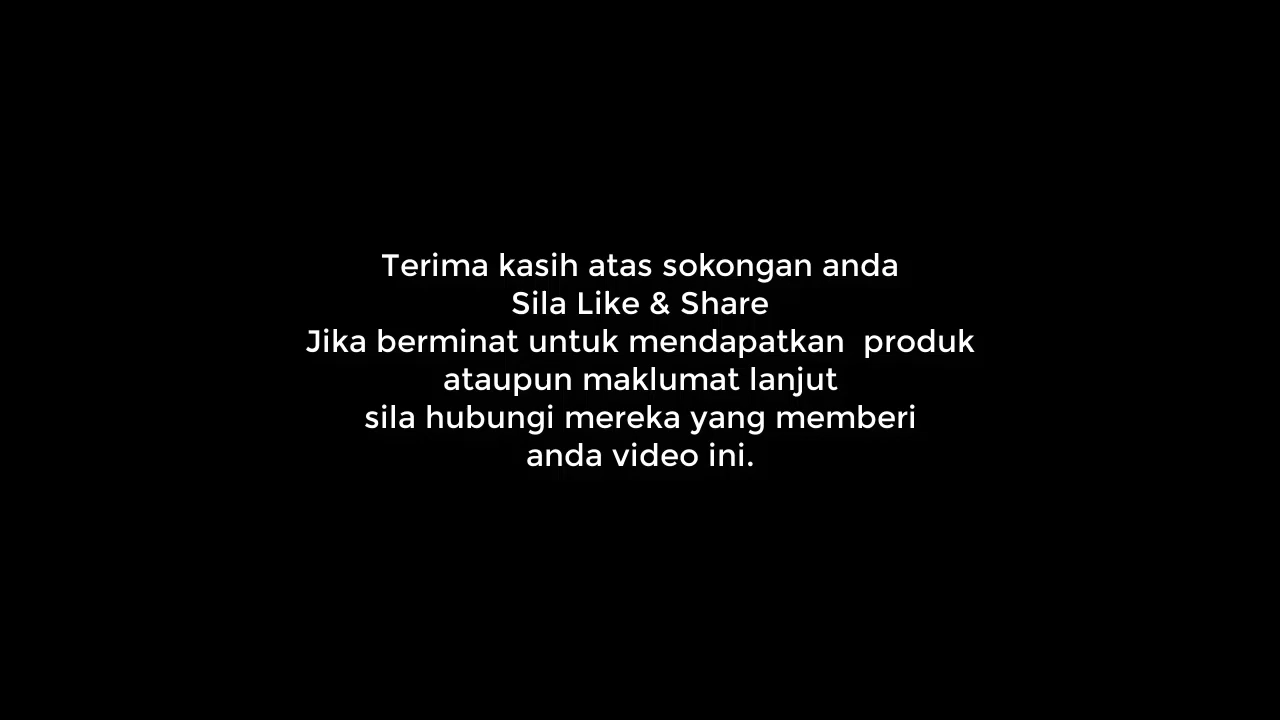 Terima kasih atas sokongan anda
Sila Like & Share
Jika berminat untuk mendapatkan  produk
ataupun maklumat lanjut
sila hubungi mereka yang memberi
anda video ini.